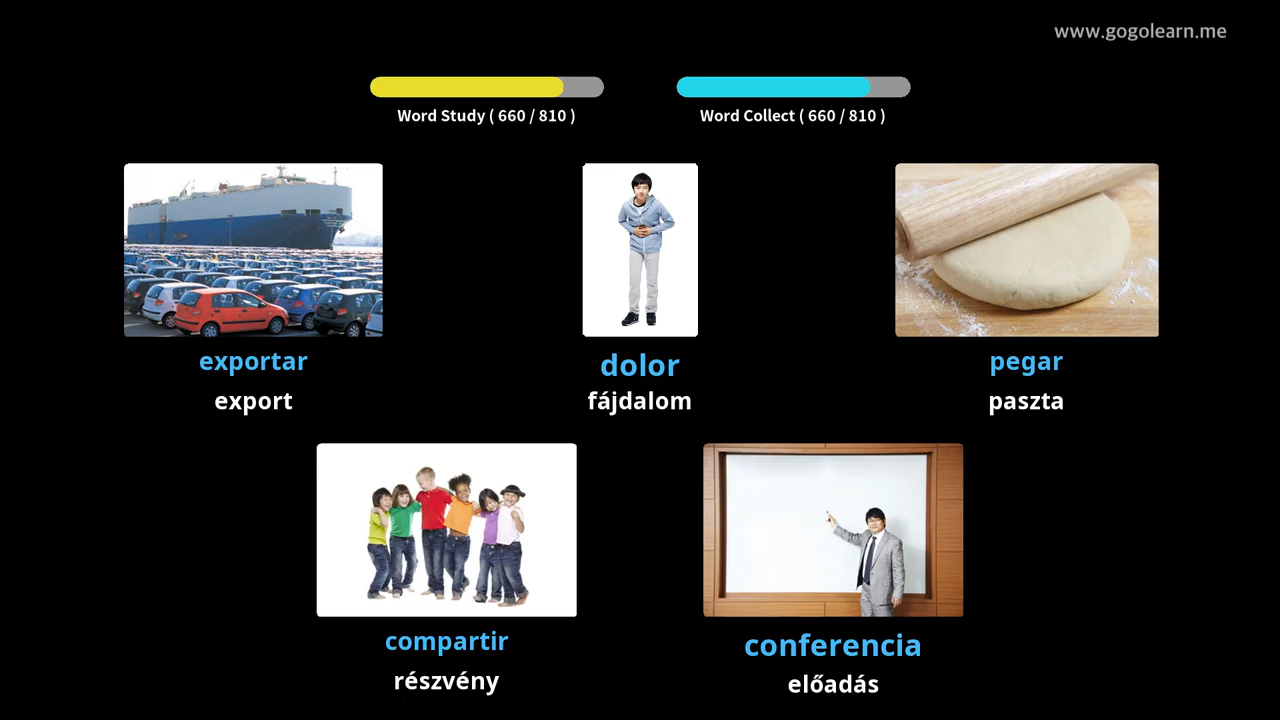 www.gogolearn.me
Word Study ( 660 / 810 )
Word Collect ( 660 / 810 )
exportar
export
dolor
fájdalom
pegar
paszta
compartir
részvény
conferencia
előadás